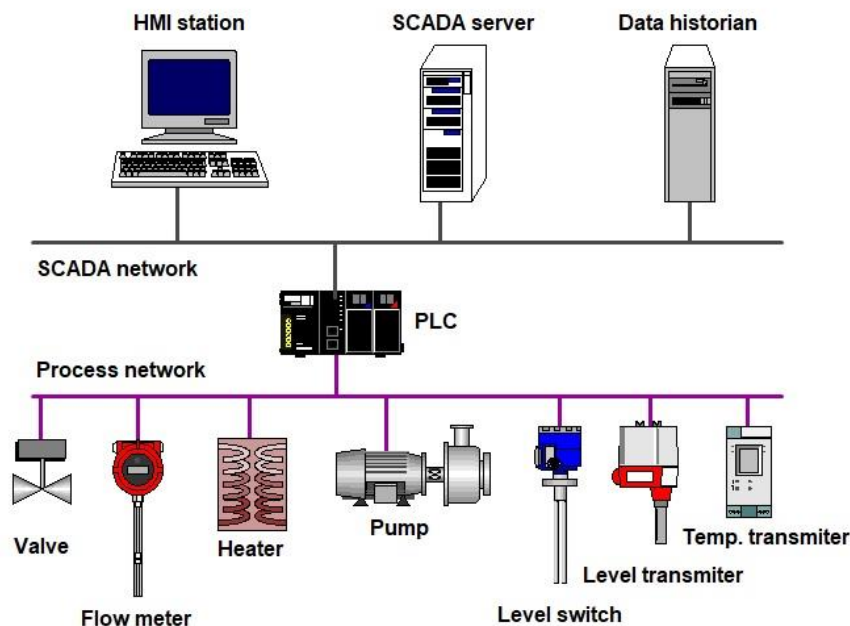 HMI station
SCADA server
Data historian
SCADA network
PLC
Process network
Valve
Flow meter
Heater
Pump
Level switch
Level transmiter
Temp. transmiter